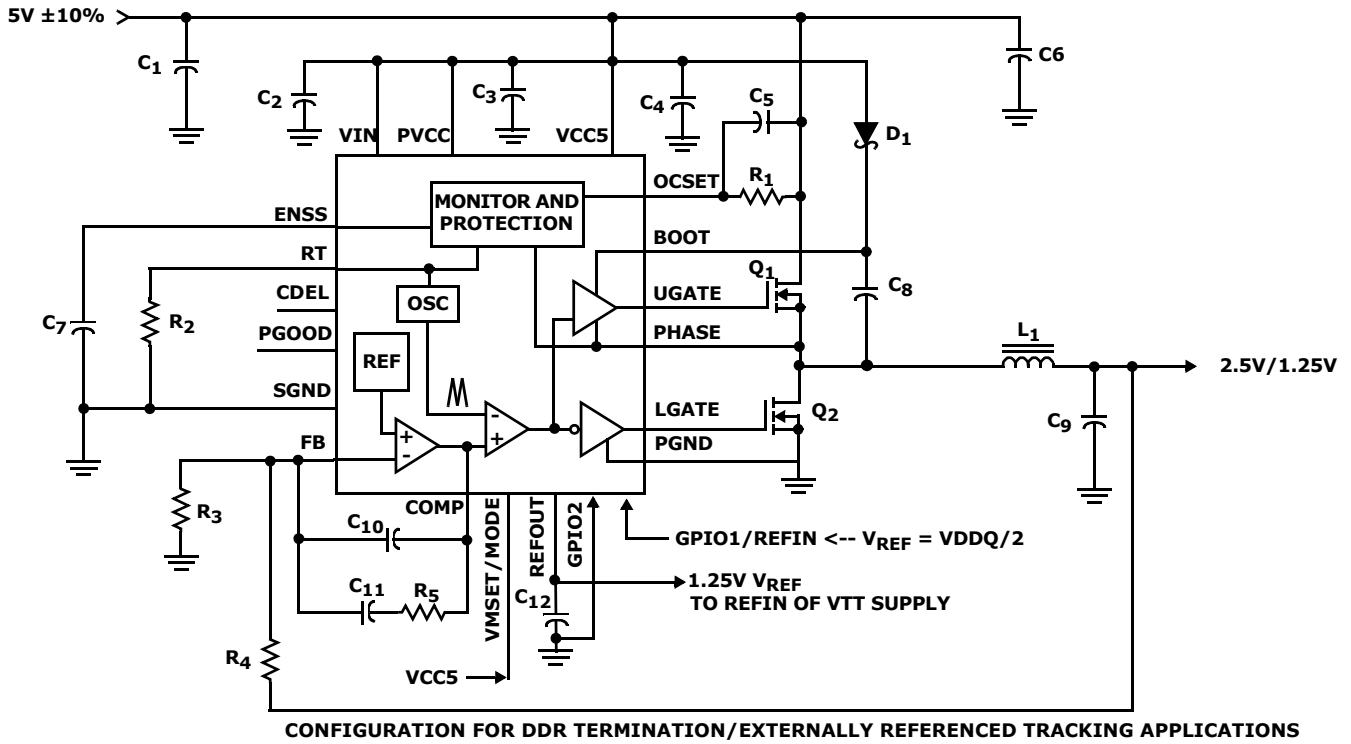 5V ±10%
C1
C2
C3
C4
C5
C6
VIN
PVCC
VCC5
D1
OCSET
R1
MONITOR AND
PROTECTION
ENSS
BOOT
RT
Q1
C8
OSC
UGATE
CDEL
C7
R2
PHASE
L1
PGOOD
REF
2.5V/1.25V
SGND
LGATE
Q2
C9
+
-
-
+
FB
PGND
R3
COMP
VMSET/MODE
REFOUT
GPIO2
C10
GPIO1/REFIN <-- VREF = VDDQ/2
C11
R5
C12
1.25V VREF
TO REFIN OF VTT SUPPLY
R4
VCC5
CONFIGURATION FOR DDR TERMINATION/EXTERNALLY REFERENCED TRACKING APPLICATIONS